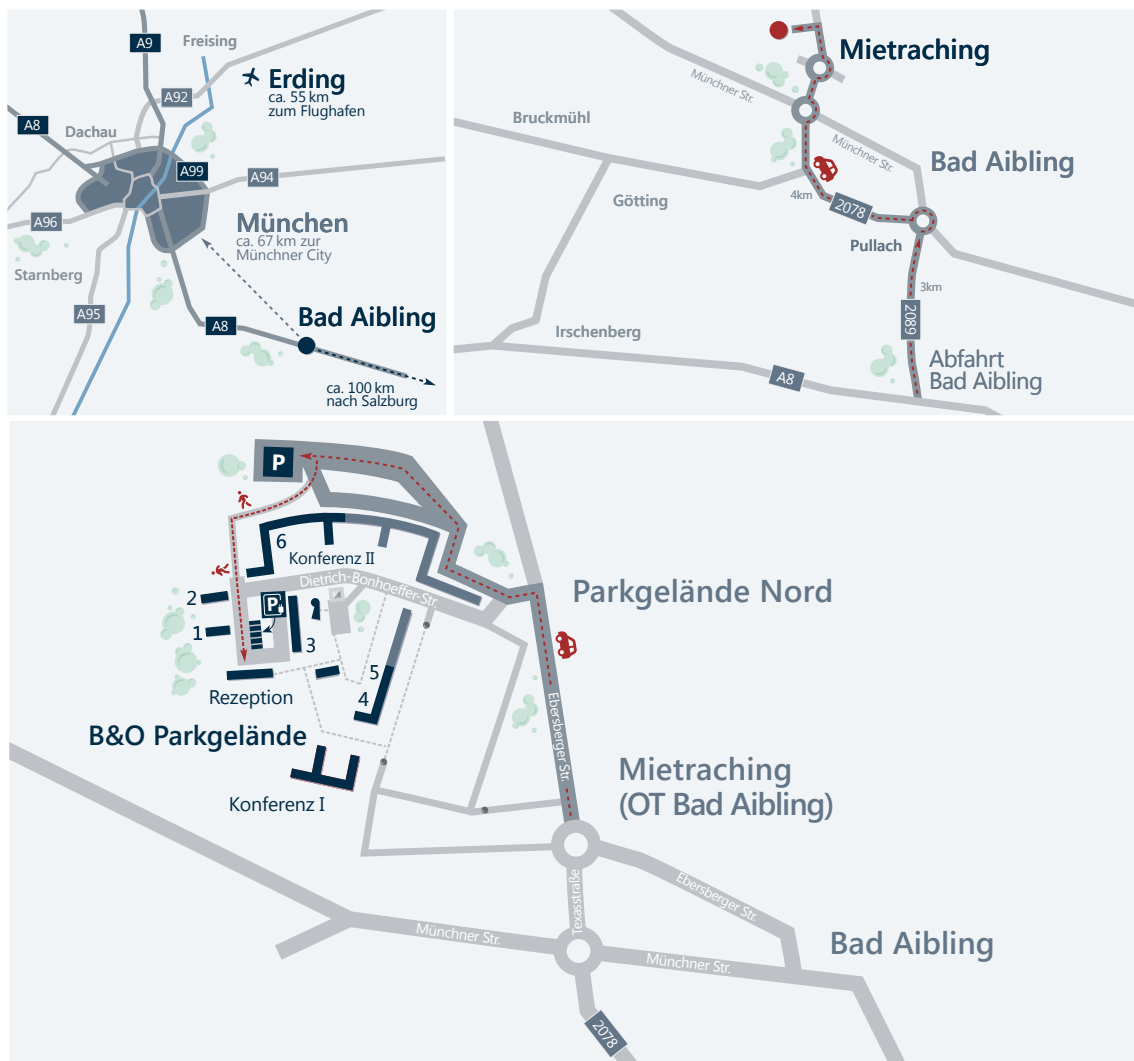 A9
Freising
Erding
ca. 55 km
zum Flughafen
A92
A8
Dachau
A99
A94
A96
München
ca. 67 km zur
Münchner City
Starnberg
A95
A8
Bad Aibling
ca. 100 km
nach Salzburg
Mietraching
Münchner Str.
Bruckmühl
Münchner Str.
Bad Aibling
Götting
4km
2078
Pullach
3km
2089
Irschenberg
Abfahrt
Bad Aibling
A8
P
6
Konferenz II
Dietrich-Bonhoeffer-Str.
Parkgelände Nord
2
P
1
3
5
4
Rezeption
Ebersberger Str.
B&O Parkgelände
Konferenz I
Mietraching
(OT Bad Aibling)
Texasstraße
Ebersberger Str.
Münchner Str.
Münchner Str.
Bad Aibling
2078